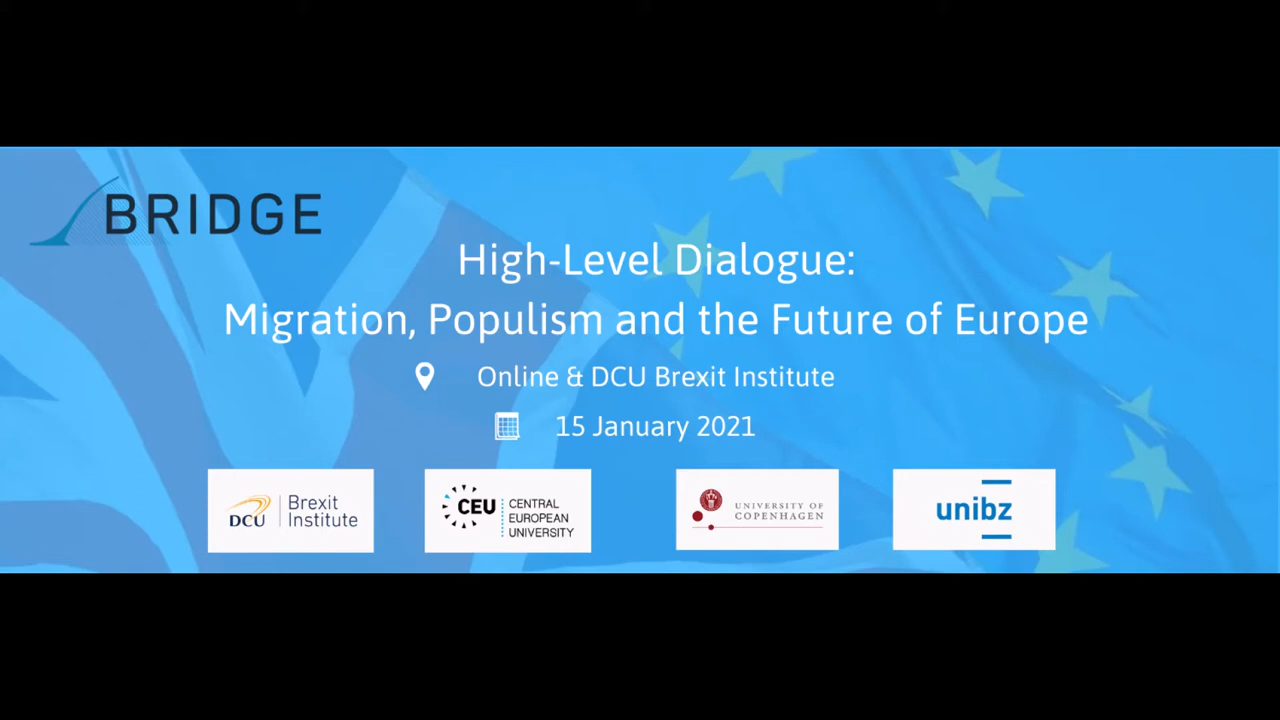 BRIDGE
High-Level Dialogue:
Migration, Populism and the Future of Europe
Online & DCU Brexit Institute
15 January 2021
DCU
Brexit
Institute
CEU
CENTRAL
EUROPEAN
UNIVERSITY
UNIVERSITY OF
COPENHAGEN
unibz